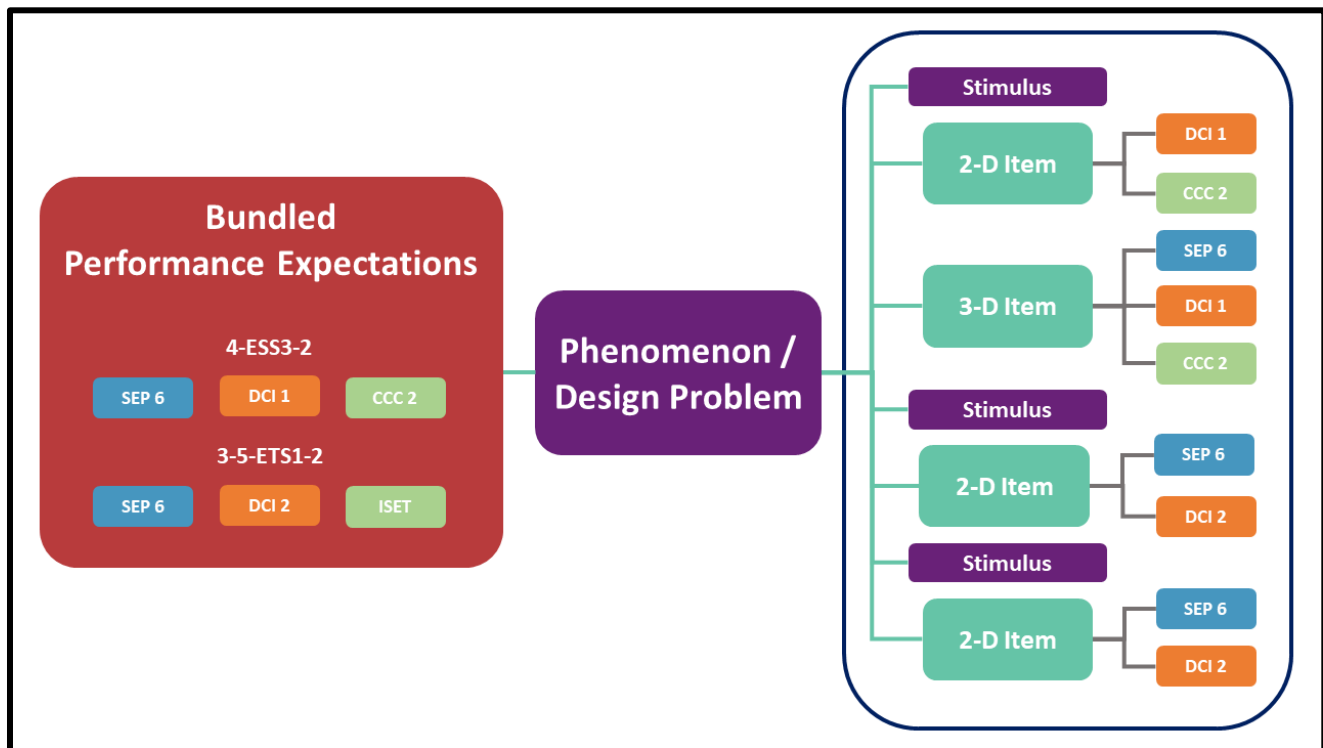 Bundled
Performance Expectations
4-ESS3-2
SEP 6
DCI 1
CCC 2
3-5-ETS1-2
SEP 6
DCI 2
ISET
Phenomenon /
Design Problem
Stimulus
2-D Item
DCI 1
CCC 2
3-D Item
SEP 6
DCI 1
CCC 2
Stimulus
2-D Item
SEP 6
DCI 2
Stimulus
2-D Item
SEP 6
DCI 2